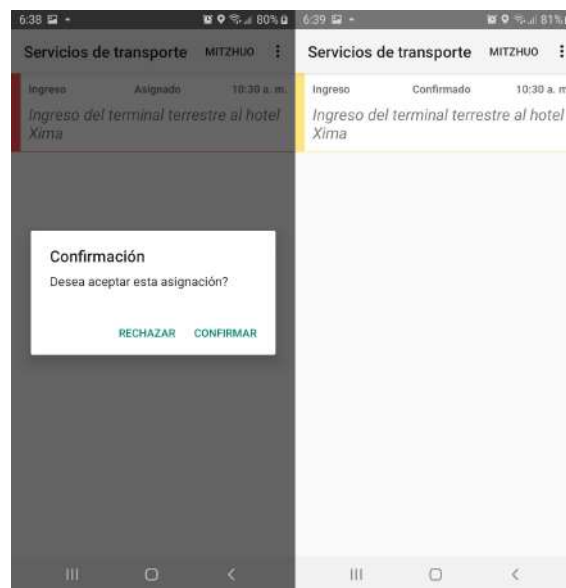 6:38
80%
Servicios de transporte MITZHUO
Ingreso Asignado 10:30 a. m.
Ingreso del terminal terrestre al hotel
Xima
Confirmación
Desea aceptar esta asignación?
RECHAZAR CONFIRMAR
6:39
81%
Servicios de transporte MITZHUO
Ingreso Confirmado 10:30 a. m
Ingreso del terminal terrestre al hotel
Xima